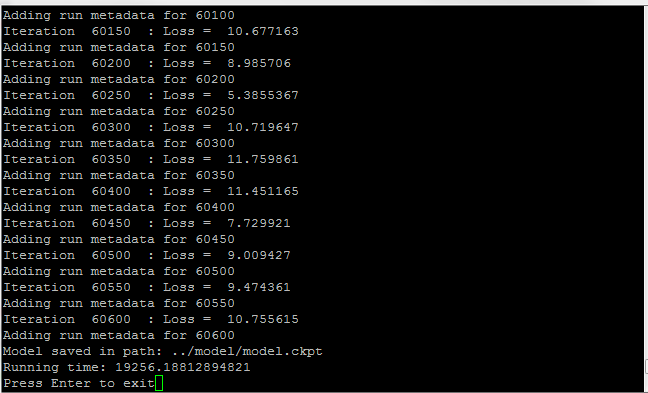 Adding run metadata for 60100
Iteration  60150  : Loss =  10.677163
Adding run metadata for 60150
Iteration  60200  : Loss =  8.985706
Adding run metadata for 60200
Iteration  60250  : Loss =  5.3855367
Adding run metadata for 60250
Iteration  60300  : Loss =  10.719647
Adding run metadata for 60300
Iteration  60350  : Loss =  11.759861
Adding run metadata for 60350
Iteration  60400  : Loss =  11.451165
Adding run metadata for 60400
Iteration  60450  : Loss =  7.729921
Adding run metadata for 60450
Iteration  60500  : Loss =  9.009427
Adding run metadata for 60500
Iteration  60550  : Loss =  9.474361
Adding run metadata for 60550
Iteration  60600  : Loss =  10.755615
Adding run metadata for 60600
Model saved in path: ../model/model.ckpt
Running time: 19256.18812894821
Press Enter to exit